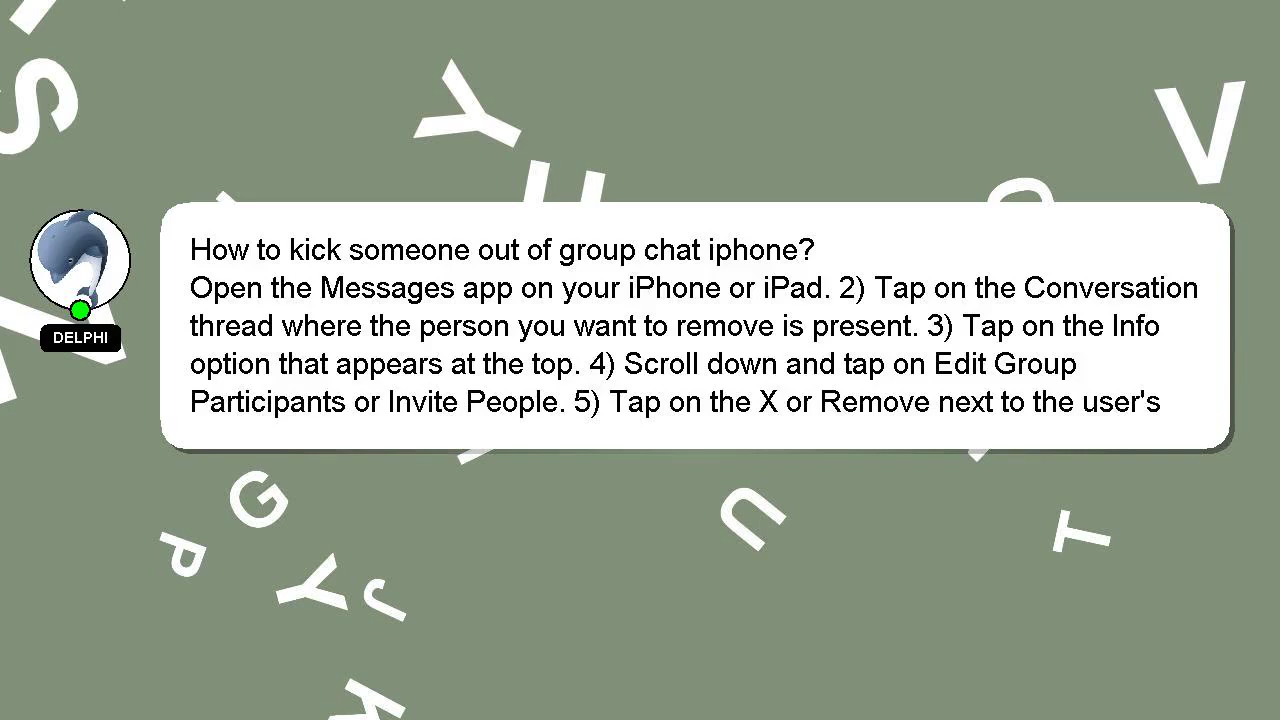 S
Y
V
DELPHI
How to kick someone out of group chat iphone?
Open the Messages app on your iPhone or iPad. 2) Tap on the Conversation
thread where the person you want to remove is present. 3) Tap on the Info
option that appears at the top. 4) Scroll down and tap on Edit Group
Participants or Invite People. 5) Tap on the X or Remove next to the user's
G
U
T
P
Y
J
K